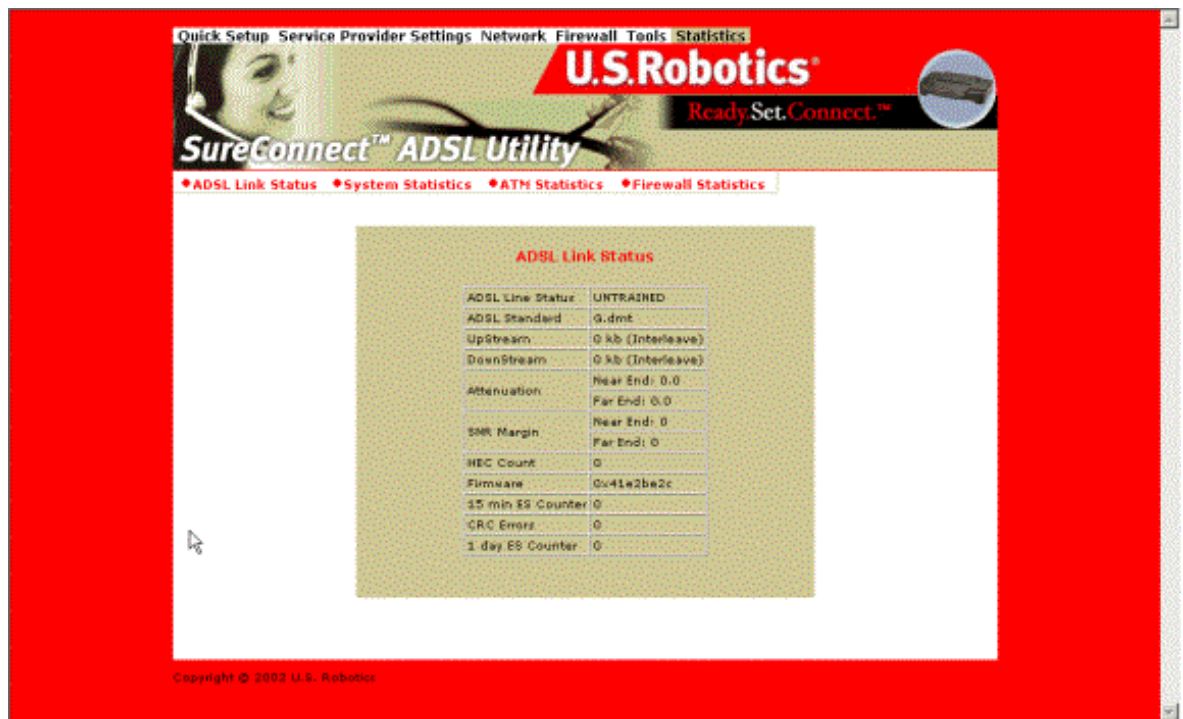 Quick Setup Service Provider Settings Network Firewall Tools Statistics
U.S.Robotics®
Ready.Set.Connect.™
SureConnect™ ADSL Utility
ADSL Link Status System Statistics ATM Statistics Firewall Statistics
ADSL Link Status
ADSL Line Status UNTRAINED
ADSL Standard G.dmt
UpStream 0 kb (Interleave)
DownStream 0 kb (Interleave)
Attenuation Near End: 0.0
Far End: 0.0
SNR Margin Near End: 0
Far End: 0
HEC Count 0
Firmware 0x41e2be2c
15 min ES Counter 0
CRC Errors 0
1 day ES Counter 0
Copyright © 2002 U.S. Robotics